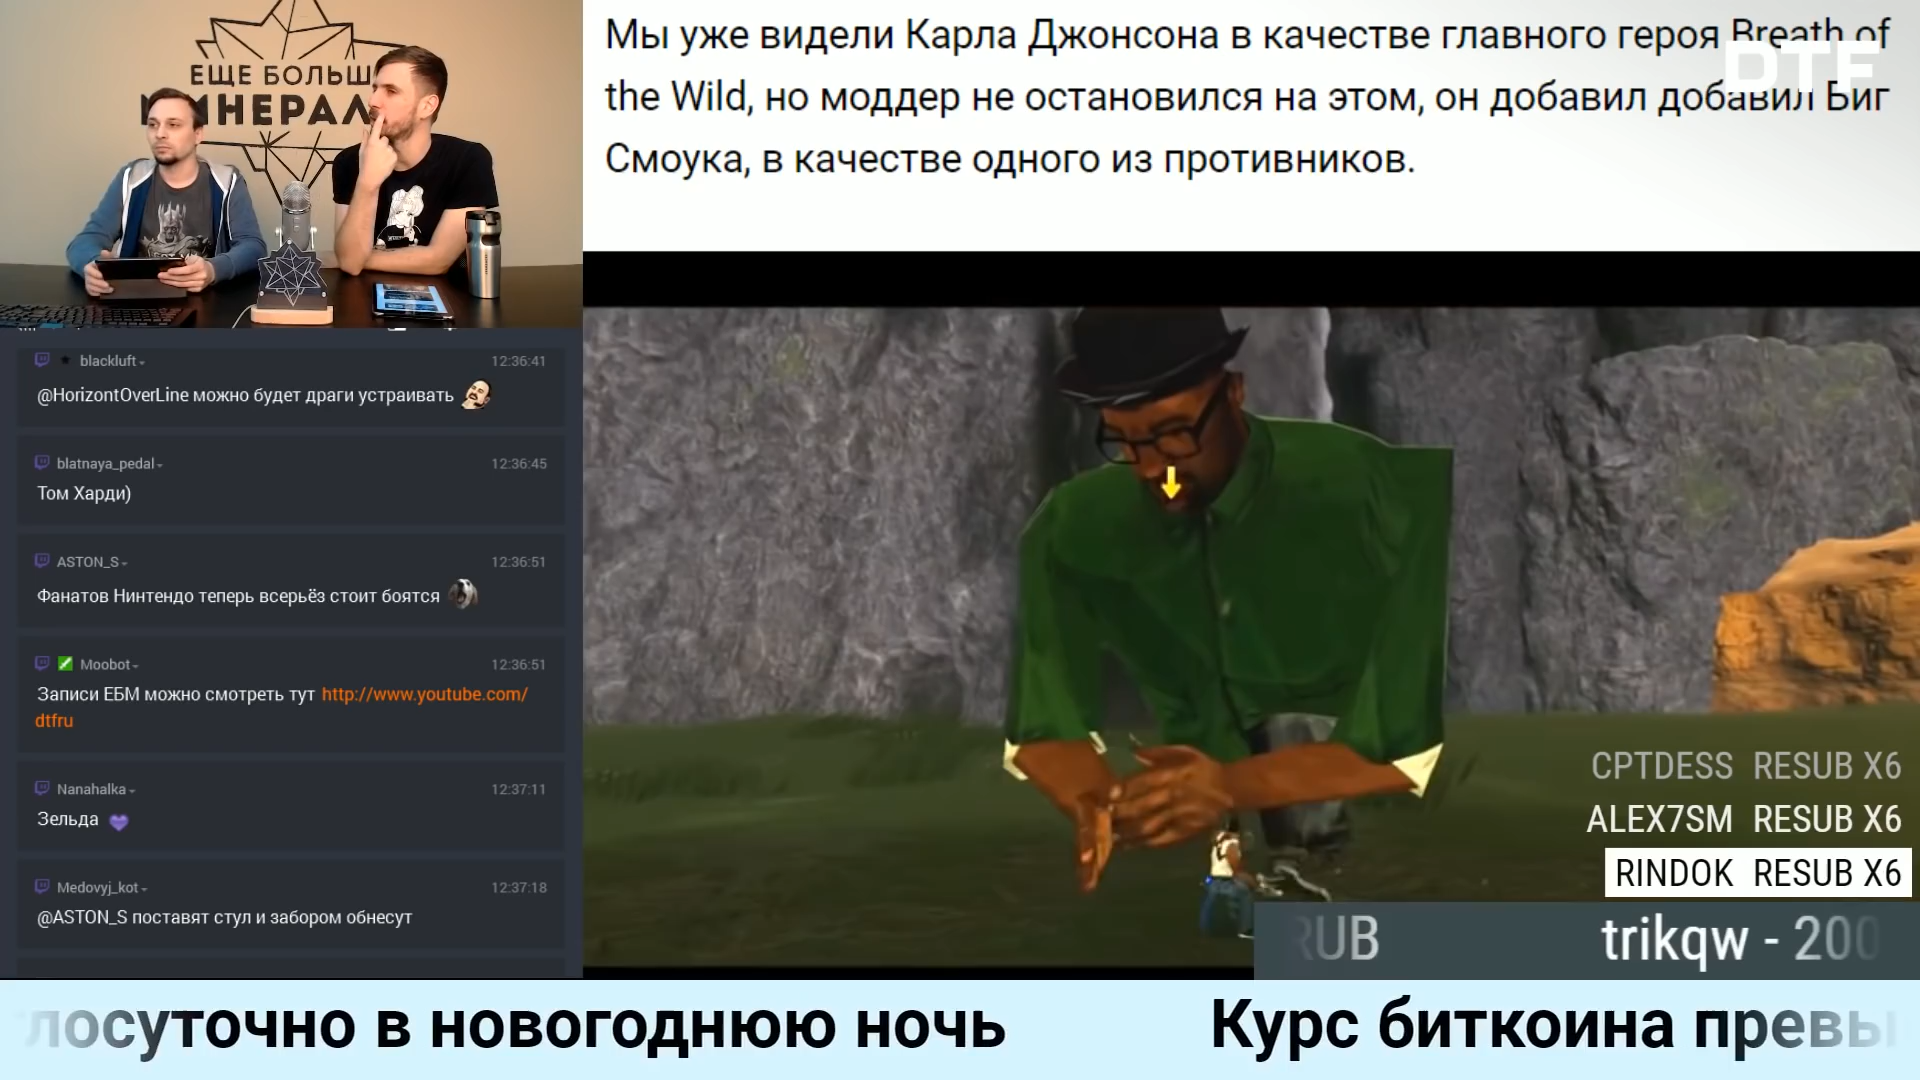 ЕЩЕ БОЛЬШ
МИНЕРАЛ
Мы уже видели Карла Джонсона в качестве главного героя Breath of
the Wild, но моддер не остановился на этом, он добавил добавил Биг
Смоука, в качестве одного из противников.
DTF
blackluft 12:36:41
@HorizontOverLine можно будет драги устраивать
blatnaya_pedal 12:36:45
Том Харди)
ASTON_S 12:36:51
Фанатов Нинтендо теперь всерьёз стоит боятся
Moobot 12:36:51
Записи ЕБМ можно смотреть тут http://www.youtube.com/
dtfru
Nanahalka 12:37:11
Зельда
Medovyj_kot 12:37:18
@ASTON_S поставят стул и забором обнесут
CPTDESS RESUB X6
ALEX7SM RESUB X6
RINDOK RESUB X6
RUB trikqw - 200
лосуточно в новогоднюю ночь Курс биткоина превы